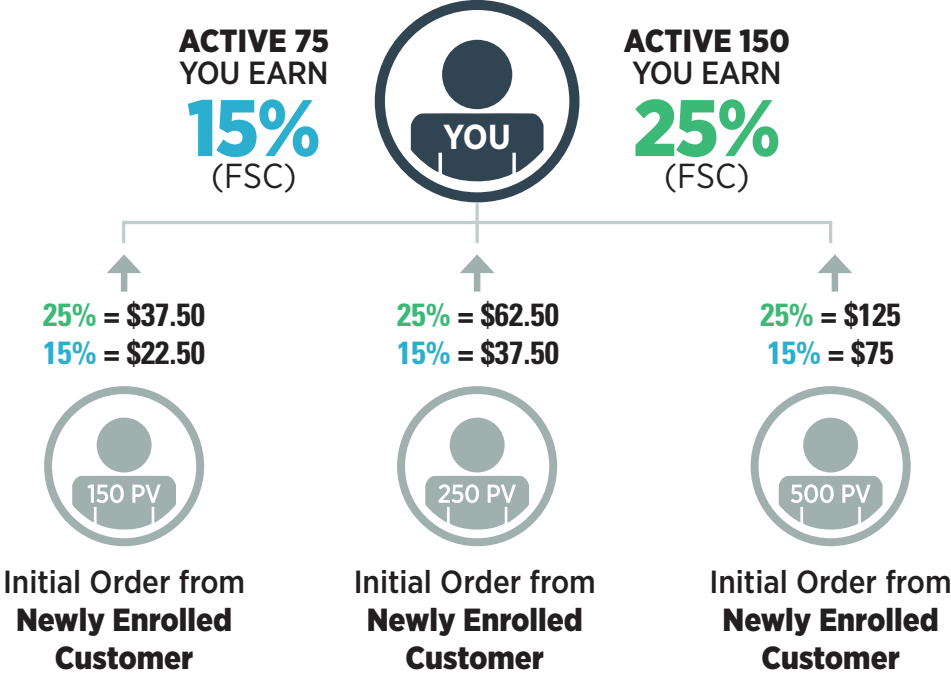 ACTIVE 75
YOU EARN
15%
(FSC)
YOU
ACTIVE 150
YOU EARN
25%
(FSC)
25% = $37.50
15% = $22.50
25% = $62.50
15% = $37.50
25% = $125
15% = $75
150 PV
250 PV
500 PV
Initial Order from
Newly Enrolled
Customer
Initial Order from
Newly Enrolled
Customer
Initial Order from
Newly Enrolled
Customer